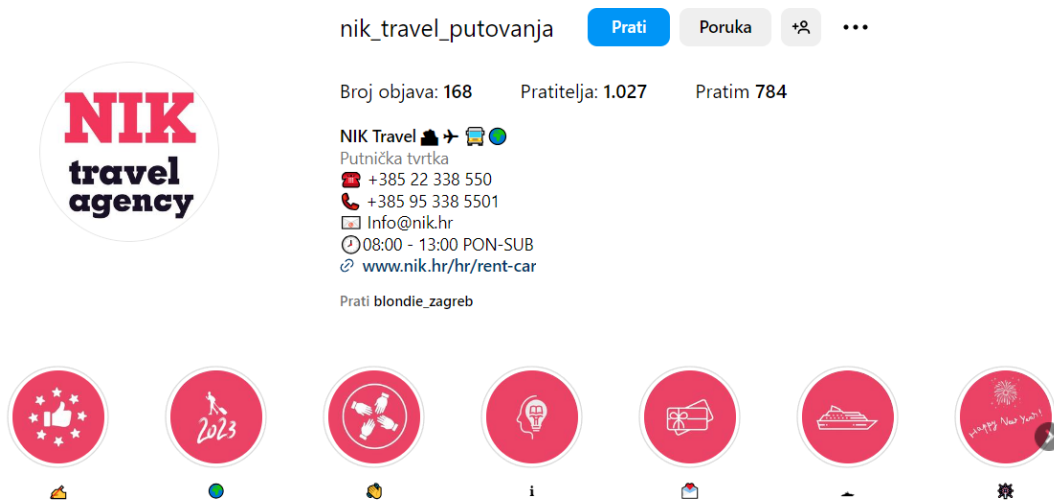 nik_travel_putovanja Prati Poruka
Broj objava: 168 Pratitelja: 1.027 Pratim 784
NIK
travel
agency
NIK Travel
Putnička tvrtka
+385 22 338 550
+385 95 338 5501
Info@nik.hr
08:00 - 13:00 PON-SUB
www.nik.hr/hr/rent-car
Prati blondie_zagreb
2023
Happy New Year!
i